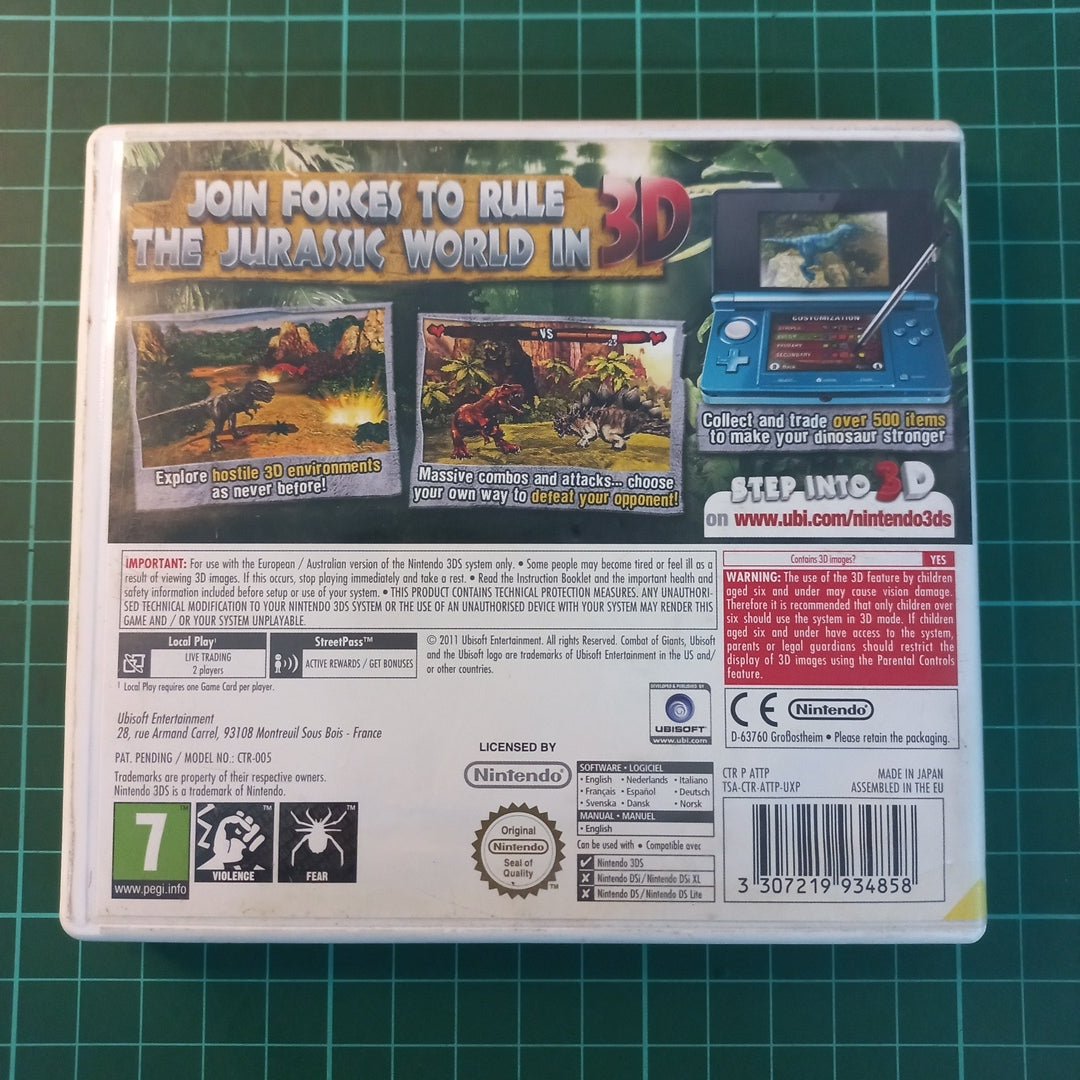 JOIN FORCES TO RULE
THE JURASSIC WORLD IN 3D
VS
CUSTOMIZATION
PRIMARY
SECONDARY
Explore hostile 3D environments
as never before!
Massive combos and attacks... choose
your own way to defeat your opponent!
Collect and trade over 500 items
to make your dinosaur stronger
STEP INTO 3D
on www.ubi.com/nintendo3ds
IMPORTANT: For use with the European / Australian version of the Nintendo 3DS system only. • Some people may become tired or feel ill as a
result of viewing 3D images. If this occurs, stop playing immediately and take a rest. • Read the Instruction Booklet and the important health and
safety information included before setup or use of your system. • THIS PRODUCT CONTAINS TECHNICAL PROTECTION MEASURES. ANY UNAUTHORI-
SED TECHNICAL MODIFICATION TO YOUR NINTENDO 3DS SYSTEM OR THE USE OF AN UNAUTHORISED DEVICE WITH YOUR SYSTEM MAY RENDER THIS
GAME AND / OR YOUR SYSTEM UNPLAYABLE.
Contains 3D images? YES
WARNING: The use of the 3D feature by children
aged six and under may cause vision damage.
Therefore it is recommended that only children over
six should use the system in 3D mode. If children
aged six and under have access to the system,
parents or legal guardians should restrict the
display of 3D images using the Parental Controls
feature.
Local Play¹
LIVE TRADING
2 players
StreetPass™
ACTIVE REWARDS / GET BONUSES
¹ Local Play requires one Game Card per player.
© 2011 Ubisoft Entertainment. All rights Reserved. Combat of Giants, Ubisoft
and the Ubisoft logo are trademarks of Ubisoft Entertainment in the US and/
or other countries.
Ubisoft Entertainment
28, rue Armand Carrel, 93108 Montreuil Sous Bois - France
PAT. PENDING / MODEL NO.: CTR-005
Trademarks are property of their respective owners.
Nintendo 3DS is a trademark of Nintendo.
DEVELOPED & PUBLISHED BY
UBISOFT
www.ubi.com
CE Nintendo
D-63760 Großostheim • Please retain the packaging.
LICENSED BY
Nintendo
Original
Nintendo
Seal of
Quality
™
SOFTWARE • LOGICIEL
• English • Nederlands • Italiano
• Français • Español • Deutsch
• Svenska • Dansk • Norsk
MANUAL • MANUEL
• English
Can be used with • Compatible avec
Nintendo 3DS
Nintendo DSi / Nintendo DSi XL
Nintendo DS / Nintendo DS Lite
CTR P ATTP
TSA-CTR-ATTP-UXP
MADE IN JAPAN
ASSEMBLED IN THE EU
3 307219 934858
7
www.pegi.info
VIOLENCE
FEAR